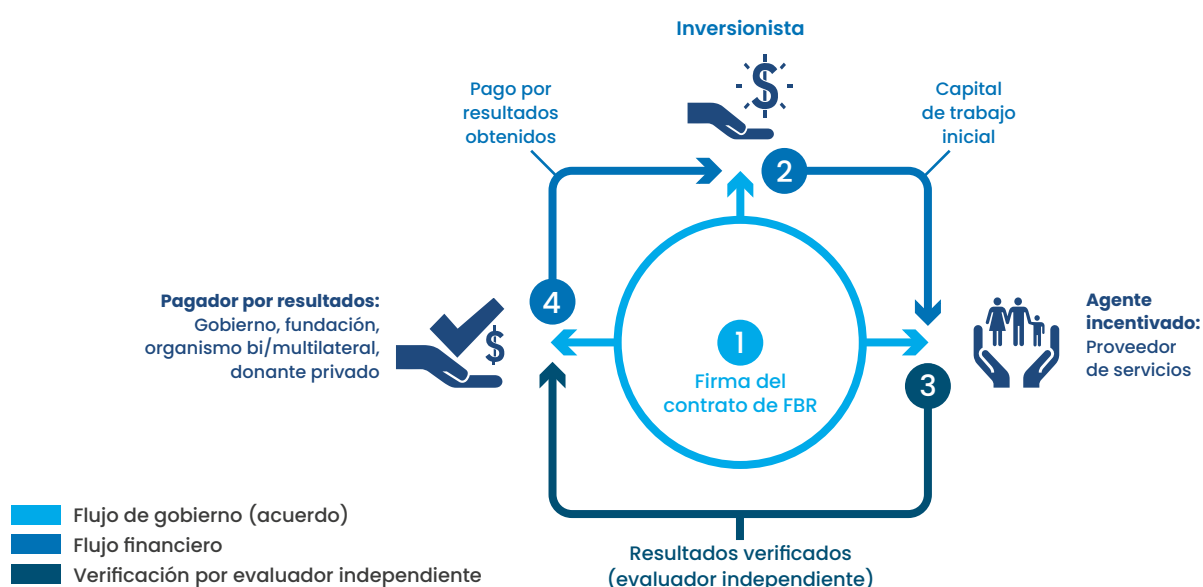 Inversionista
$
Pago por
resultados
obtenidos
Capital
de trabajo
inicial
2
Pagador por resultados:
Gobierno, fundación,
organismo bi/multilateral,
donante privado
$
4
1
Firma del
contrato de FBR
Agente
incentivado:
Proveedor
de servicios
3
Flujo de gobierno (acuerdo)
Flujo financiero
Verificación por evaluador independiente
Resultados verificados
(evaluador independiente)